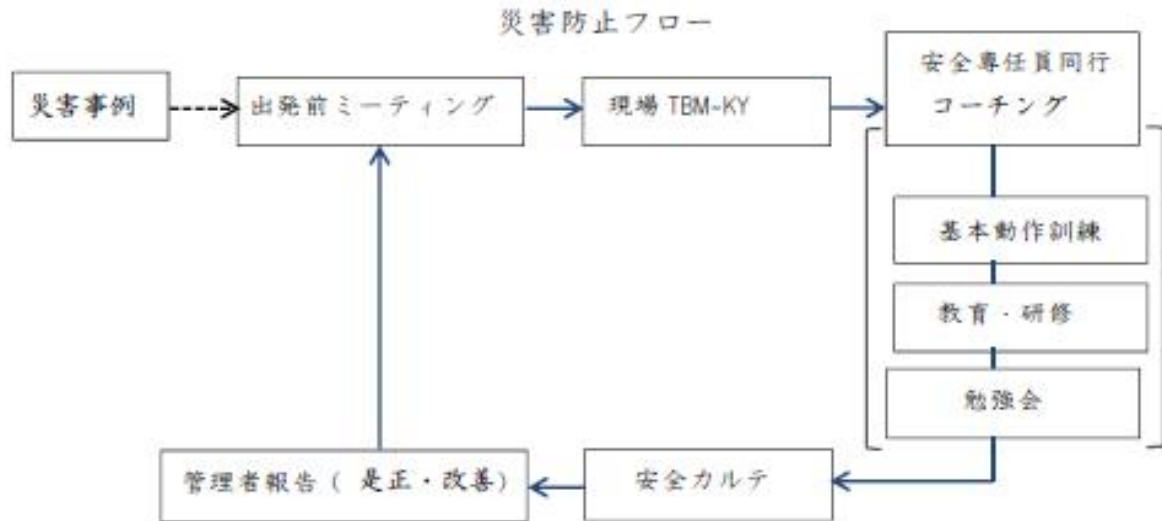 災害防止フロー
災害事例
出発前ミーティング
現場 TBM-KY
安全専任員同行
コーチング
基本動作訓練
教育・研修
勉強会
安全カルテ
管理者報告( 是正・改善)